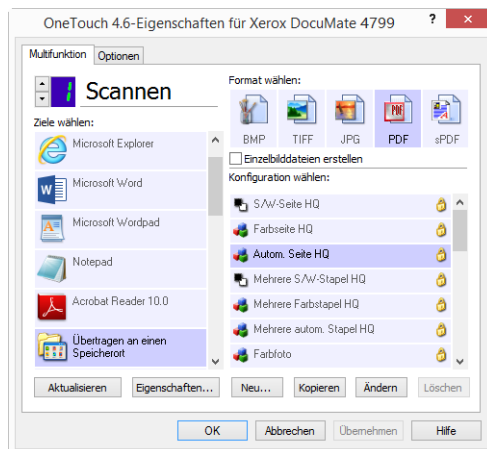 OneTouch 4.6-Eigenschaften für Xerox DocuMate 4799
Multifunktion
Optionen
1 Scannen
Ziele wählen:
Microsoft Explorer
Microsoft Word
Microsoft Wordpad
Notepad
Acrobat Reader 10.0
Übertragen an einen
Speicherort
Format wählen:
BMP TIFF JPG PDF sPDF
Einzelbilddateien erstellen
Konfiguration wählen:
S/W-Seite HQ
Farbseite HQ
Autom. Seite HQ
Mehrere S/W-Stapel HQ
Mehrere Farbstapel HQ
Mehrere autom. Stapel HQ
Farbfoto
Aktualisieren Eigenschaften... Neu... Kopieren Ändern Löschen
OK Abbrechen Übernehmen Hilfe